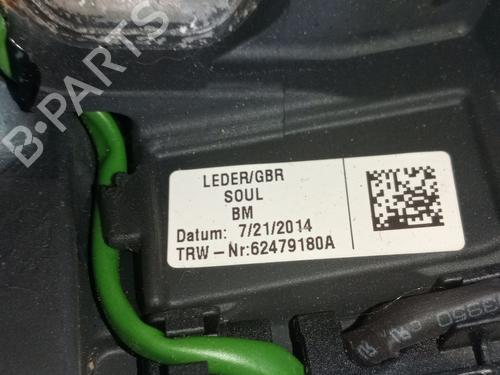 B-PARTS
LEDER/GBR
SOUL
BM
Datum: 7/21/2014
TRW-Nr:62479180A